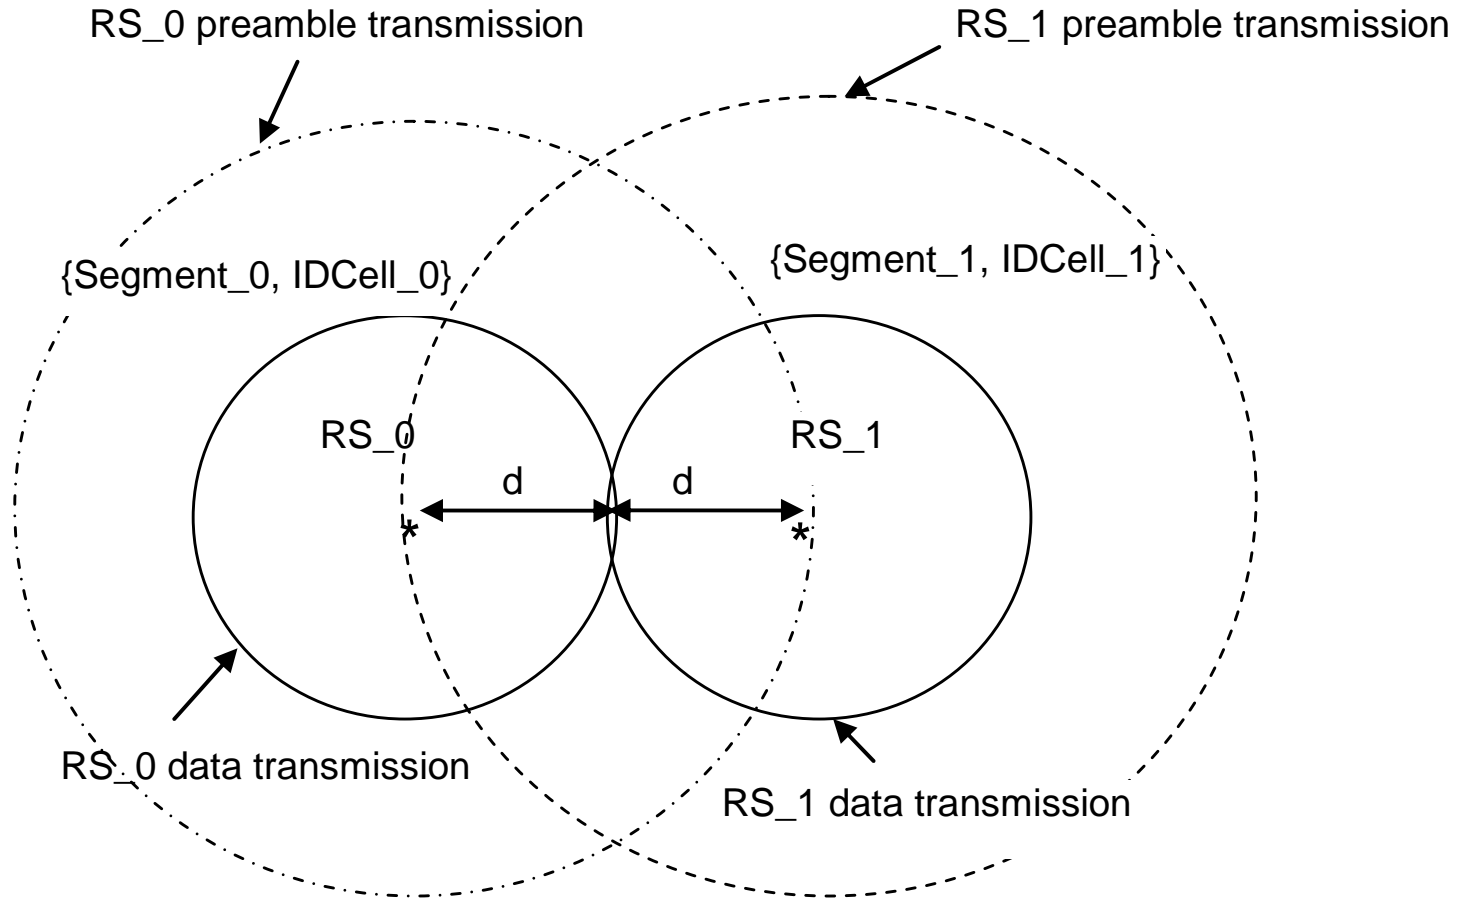 RS_0 preamble transmission
RS_1 preamble transmission
{Segment_0, IDCell_0}
{Segment_1, IDCell_1}
RS_0
RS_1
d
d
*
*
RS_0 data transmission
RS_1 data transmission